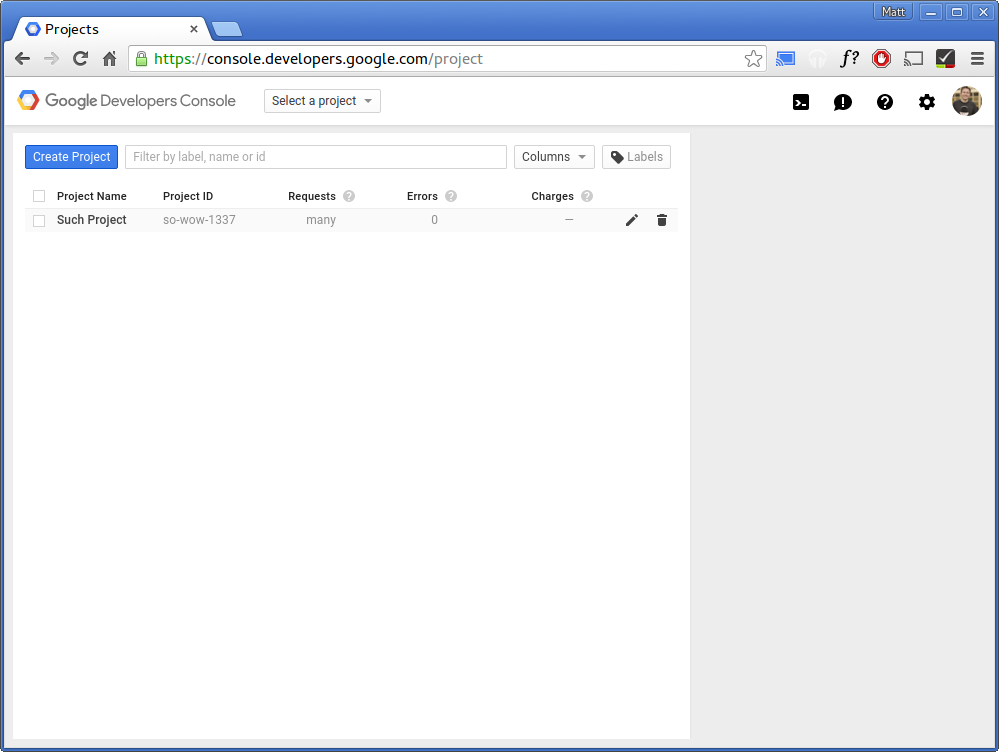 Matt
Projects
https://console.developers.google.com/project
f?
Google Developers Console Select a project
Create Project Filter by label, name or id Columns Labels
Project Name Project ID Requests ? Errors ? Charges ?
Such Project so-wow-1337 many 0 —